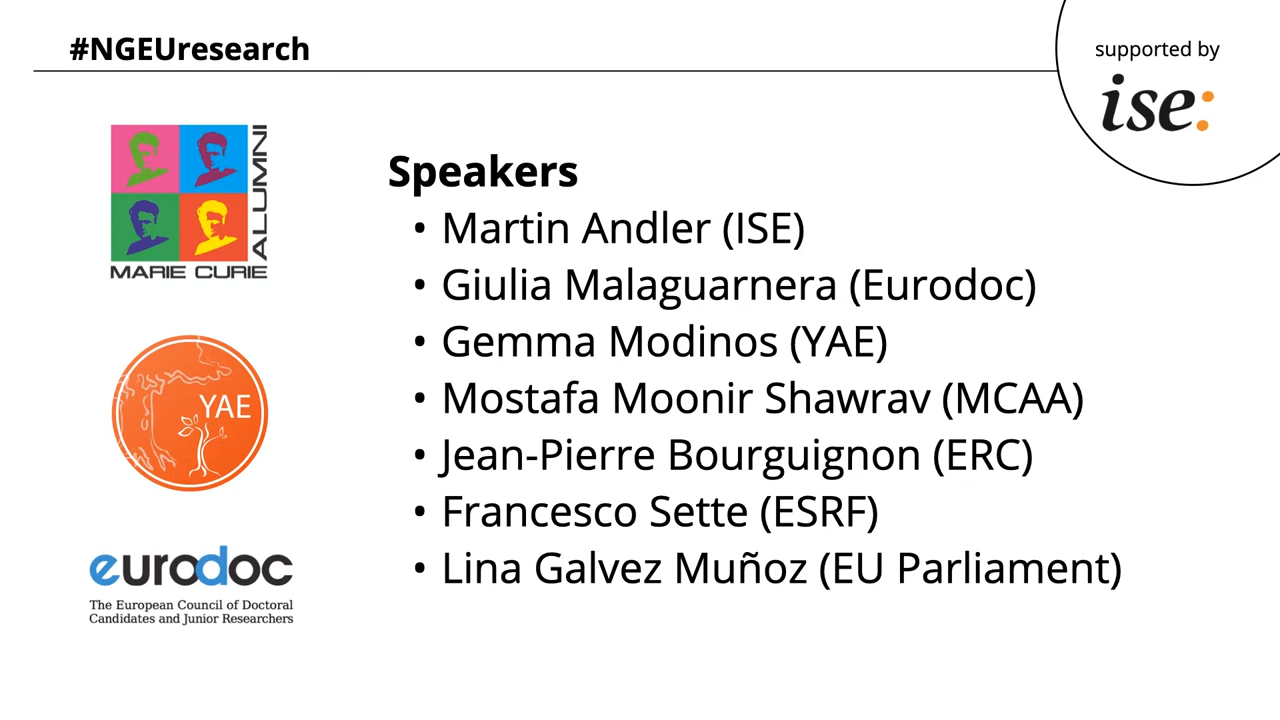 #NGEUresearch
supported by
ise:
ALUMNI
MARIE CURIE
YAE
eurodoc
The European Council of Doctoral
Candidates and Junior Researchers
Speakers
• Martin Andler (ISE)
• Giulia Malaguarnera (Eurodoc)
• Gemma Modinos (YAE)
• Mostafa Moonir Shawrav (MCAA)
• Jean-Pierre Bourguignon (ERC)
• Francesco Sette (ESRF)
• Lina Galvez Muñoz (EU Parliament)